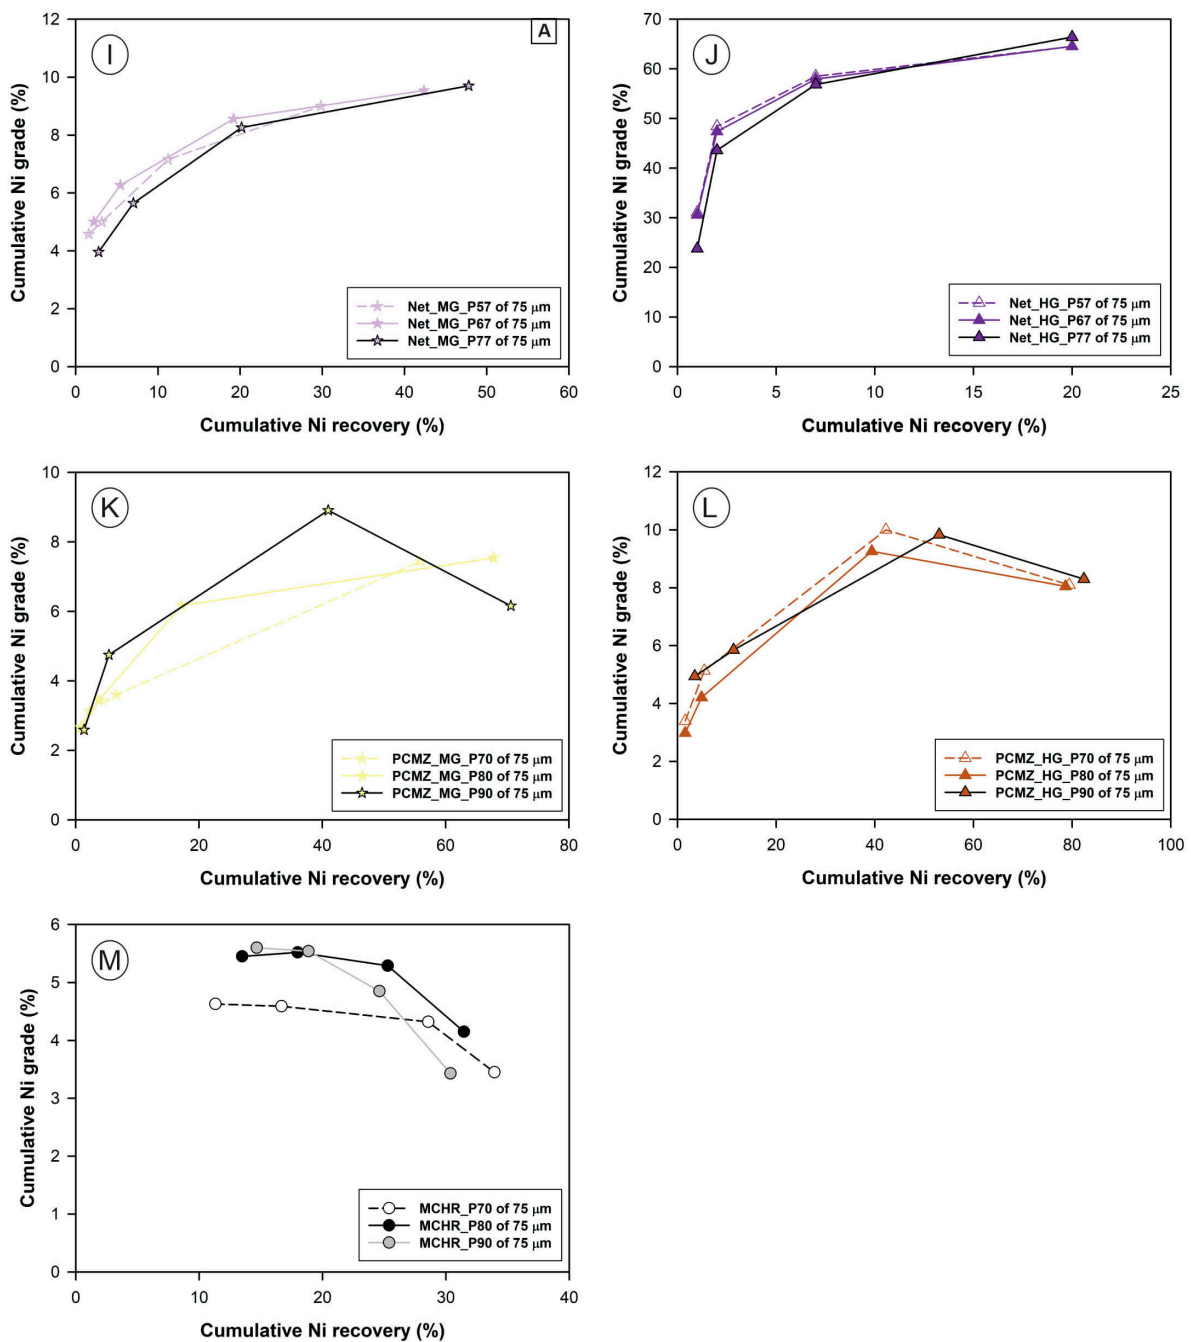 I
A
14
12
10
8
6
4
2
0
Cumulative Ni grade (%)
Net_MG_P57 of 75 μm
Net_MG_P67 of 75 μm
Net_MG_P77 of 75 μm
0 10 20 30 40 50 60
Cumulative Ni recovery (%)
J
70
60
50
40
30
20
10
0
Cumulative Ni grade (%)
Net_HG_P57 of 75 μm
Net_HG_P67 of 75 μm
Net_HG_P77 of 75 μm
0 5 10 15 20 25
Cumulative Ni recovery (%)
K
10
8
6
4
2
0
Cumulative Ni grade (%)
PCMZ_MG_P70 of 75 μm
PCMZ_MG_P80 of 75 μm
PCMZ_MG_P90 of 75 μm
0 20 40 60 80
Cumulative Ni recovery (%)
L
12
10
8
6
4
2
0
Cumulative Ni grade (%)
PCMZ_HG_P70 of 75 μm
PCMZ_HG_P80 of 75 μm
PCMZ_HG_P90 of 75 μm
0 20 40 60 80 100
Cumulative Ni recovery (%)
M
6
5
4
3
2
1
0
Cumulative Ni grade (%)
MCHR_P70 of 75 μm
MCHR_P80 of 75 μm
MCHR_P90 of 75 μm
0 10 20 30 40
Cumulative Ni recovery (%)